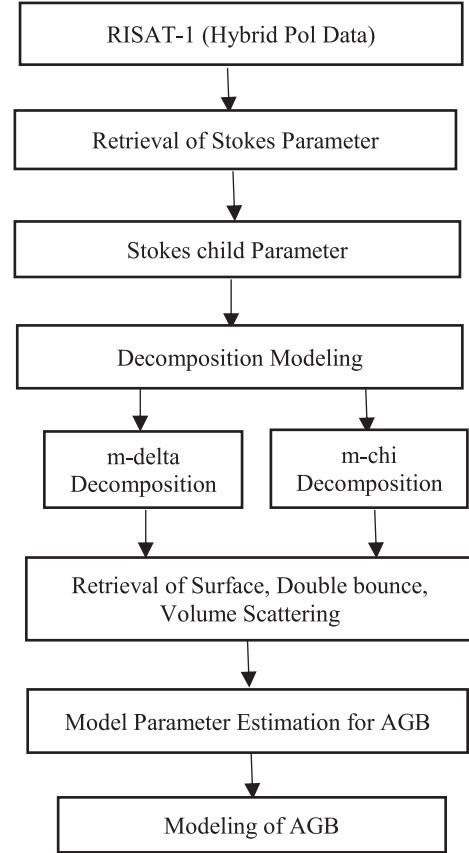 RISAT-1 (Hybrid Pol Data)
Retrieval of Stokes Parameter
Stokes child Parameter
Decomposition Modeling
m-delta
Decomposition
m-chi
Decomposition
Retrieval of Surface, Double bounce,
Volume Scattering
Model Parameter Estimation for AGB
Modeling of AGB